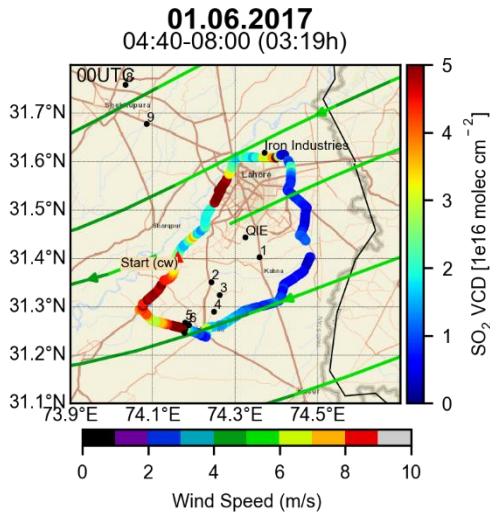 01.06.2017
04:40-08:00 (03:19h)
00UTC
8
Sheikhupura
9
31.7°N
31.6°N
31.5°N
31.4°N
31.3°N
31.2°N
31.1°N
Iron Industries
Lahore
Sharqpur
QIE
1
Kahna
Start (cw)
2
3
4
5
6
Kasur
73.9°E
74.1°E
74.3°E
74.5°E
5
4
3
2
1
0
SO₂ VCD [1e16 molec cm⁻²]
0
2
4
6
8
10
Wind Speed (m/s)